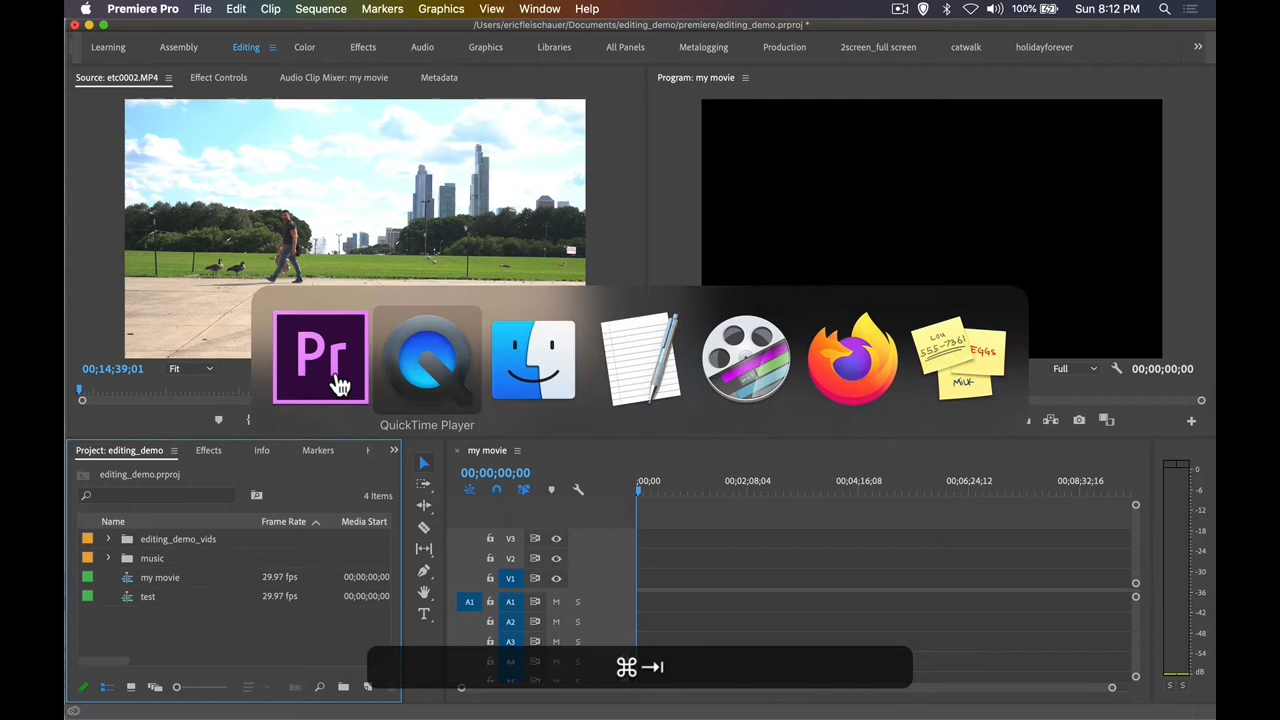 Premiere Pro File Edit Clip Sequence Markers Graphics View Window Help 100% Sun 8:12 PM
/Users/ericfleischauer/Documents/editing_demo/premiere/editing_demo.prproj *
Learning Assembly Editing Color Effects Audio Graphics Libraries All Panels Metalogging Production 2screen_full screen catwalk holidayforever
Source: etc0002.MP4 Effect Controls Audio Clip Mixer: my movie Metadata Program: my movie
Pr
Lou
555-7361
EGGs
MiLK
00;14;39;01 Fit Full 00;00;00;00
QuickTime Player
Project: editing_demo Effects Info Markers my movie
editing_demo.prproj 00;00;00;00
4 Items ;00;00 00;02;08;04 00;04;16;08 00;06;24;12 00;08;32;16
Name Frame Rate Media Start
editing_demo_vids
music
my movie 29.97 fps 00;00;00;00
test 29.97 fps 00;00;00;00
V3
V2
V1
A1 A1 M S
A2 M S
A3 M S
A4
T
0
-6
-12
-18
-24
-30
-36
-42
-48
-54
dB
S S
⌘⇥